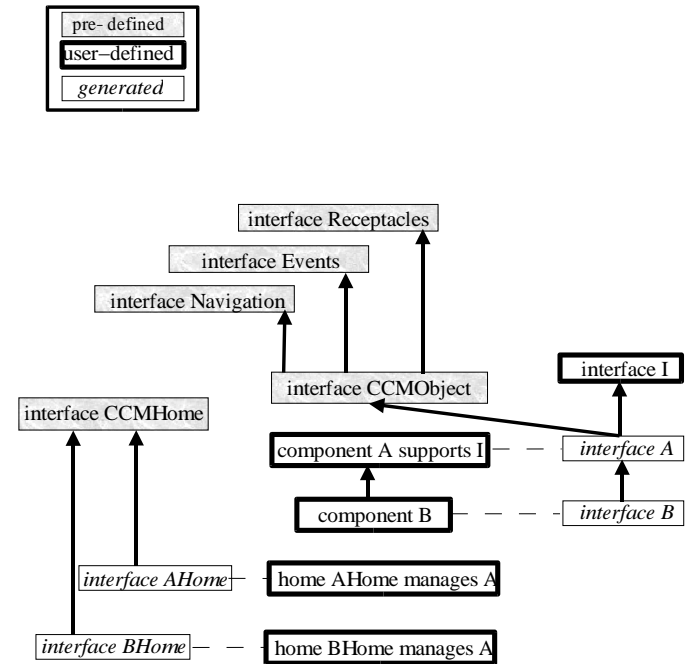 pre- defined
user–defined
generated
interface Receptacles
interface Events
interface Navigation
interface CCMObject
interface I
interface CCMHome
component A supports I
interface A
component B
interface B
interface AHome
home AHome manages A
interface BHome
home BHome manages A